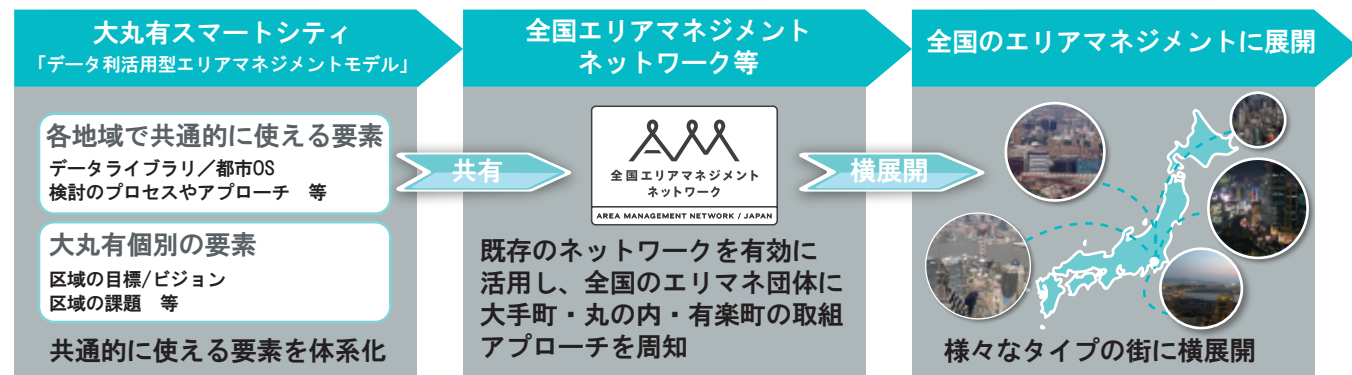 大丸有スマートシティ
「データ利活用型エリアマネジメントモデル」
各地域で共通的に使える要素
データライブラリ／都市OS
検討のプロセスやアプローチ　等
大丸有個別の要素
区域の目標/ビジョン
区域の課題　等
共通的に使える要素を体系化
共有
全国エリアマネジメント
ネットワーク等
全国エリアマネジメント
ネットワーク
AREA MANAGEMENT NETWORK / JAPAN
既存のネットワークを有効に
活用し、全国のエリマネ団体に
大手町・丸の内・有楽町の取組
アプローチを周知
横展開
全国のエリアマネジメントに展開
様々なタイプの街に横展開